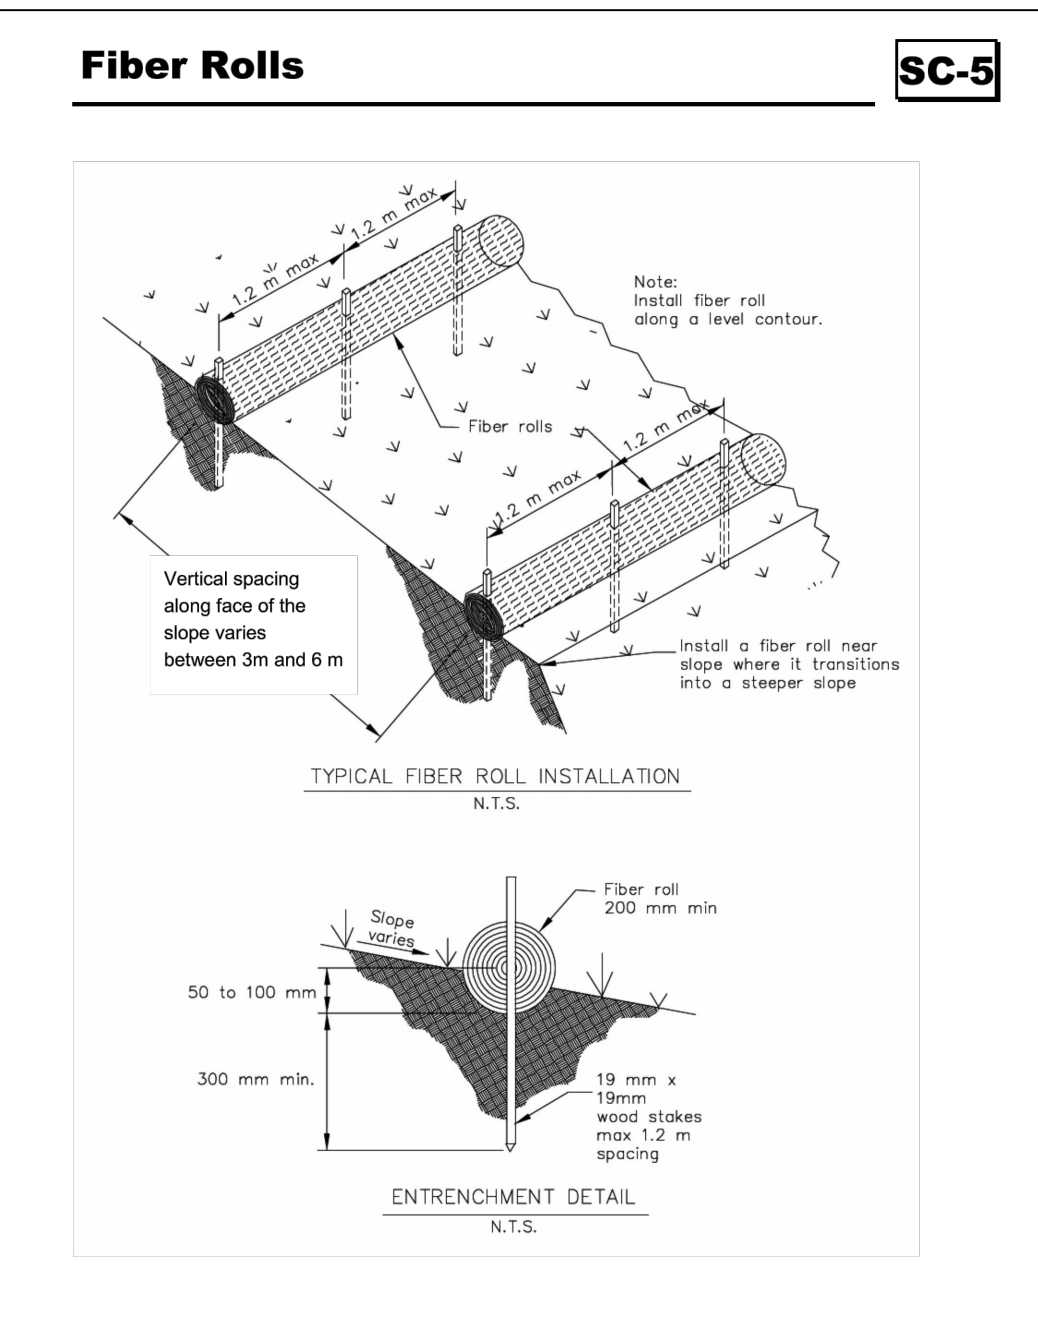 Fiber Rolls
SC-5
1.2 m max
1.2 m max
Note:
Install fiber roll
along a level contour.
Fiber rolls
1.2 m max
1.2 m max
Vertical spacing
along face of the
slope varies
between 3m and 6 m
Install a fiber roll near
slope where it transitions
into a steeper slope
TYPICAL FIBER ROLL INSTALLATION
N.T.S.
Fiber roll
200 mm min
Slope
varies
50 to 100 mm
300 mm min.
19 mm x
19mm
wood stakes
max 1.2 m
spacing
ENTRENCHMENT DETAIL
N.T.S.